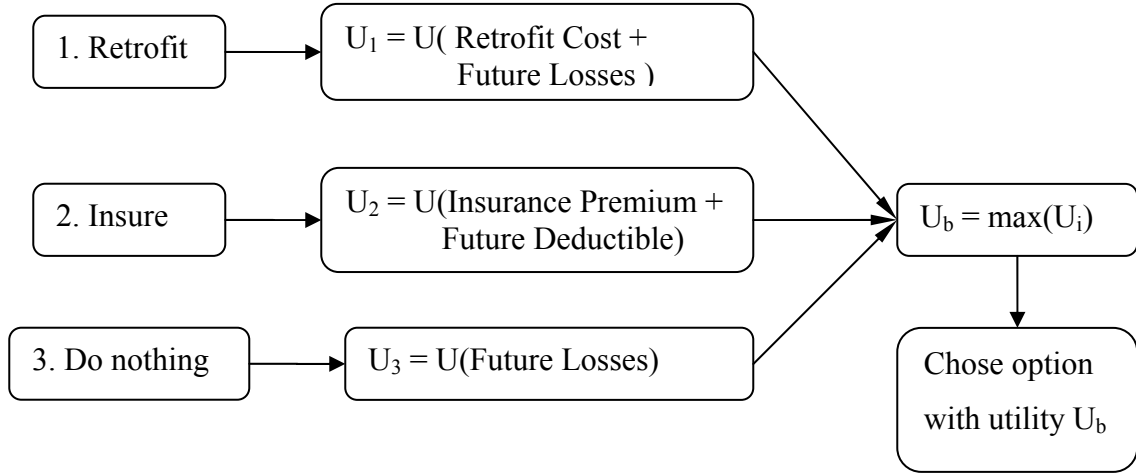 1. Retrofit
U₁ = U( Retrofit Cost +
Future Losses )
2. Insure
U₂ = U(Insurance Premium +
Future Deductible)
3. Do nothing
U₃ = U(Future Losses)
U_b = max(U_i)
Chose option
with utility U_b